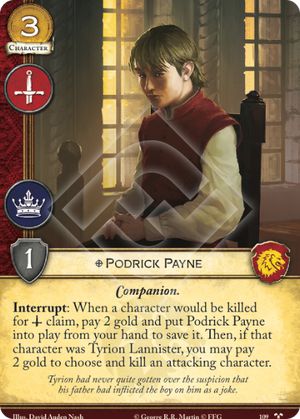 3
Character
1
Podrick Payne
Companion.
Interrupt: When a character would be killed
for claim, pay 2 gold and put Podrick Payne
into play from your hand to save it. Then, if that
character was Tyrion Lannister, you may pay
2 gold to choose and kill an attacking character.
Tyrion had never quite gotten over the suspicion that
his father had inflicted the boy on him as a joke.
Illus. David Auden Nash
© George R.R. Martin © FFG
109